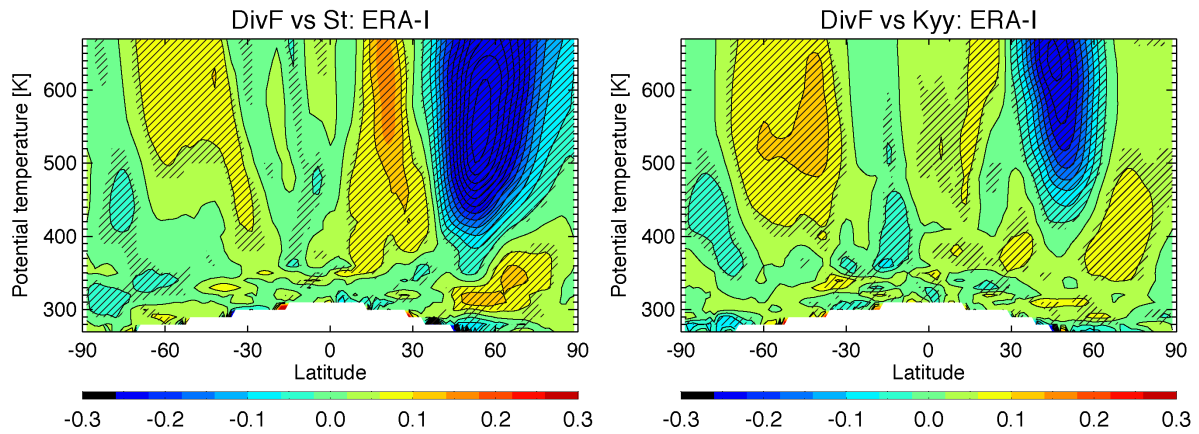 DivF vs St: ERA-I
Potential temperature [K]
600
500
400
300
-90 -60 -30 0 30 60 90
Latitude
-0.3 -0.2 -0.1 0.0 0.1 0.2 0.3
DivF vs Kyy: ERA-I
Potential temperature [K]
600
500
400
300
-90 -60 -30 0 30 60 90
Latitude
-0.3 -0.2 -0.1 0.0 0.1 0.2 0.3